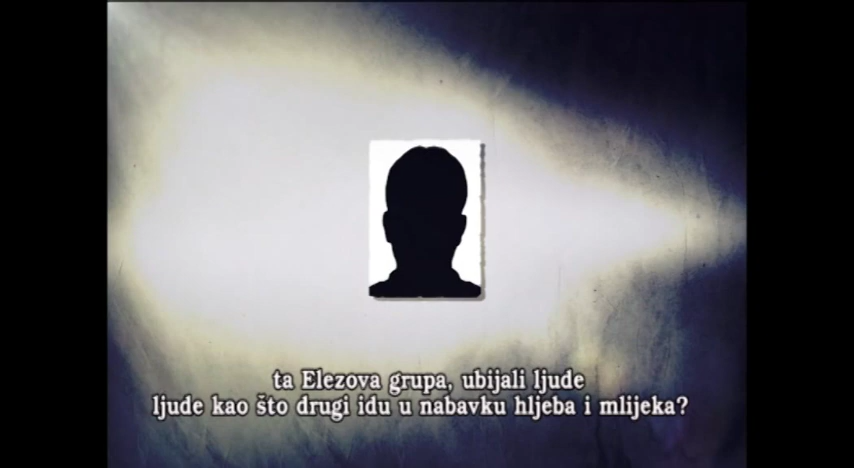 ta Elezova grupa, ubijali ljude
ljude kao što drugi idu u nabavku hljeba i mlijeka?